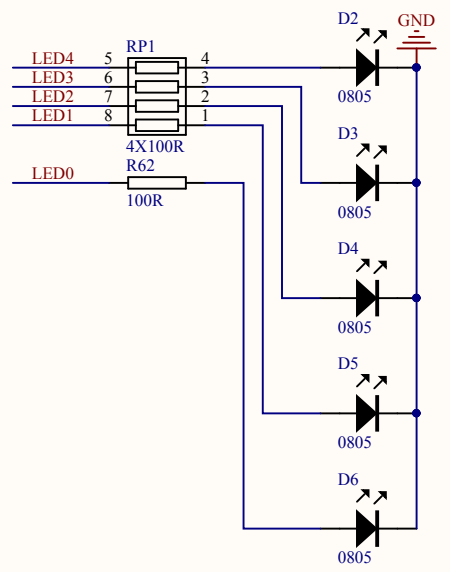 D2
GND
RP1
LED4 5 4
LED3 6 3
LED2 7 2
LED1 8 1
0805
4X100R
D3
R62
LED0
100R
0805
D4
0805
D5
0805
D6
0805